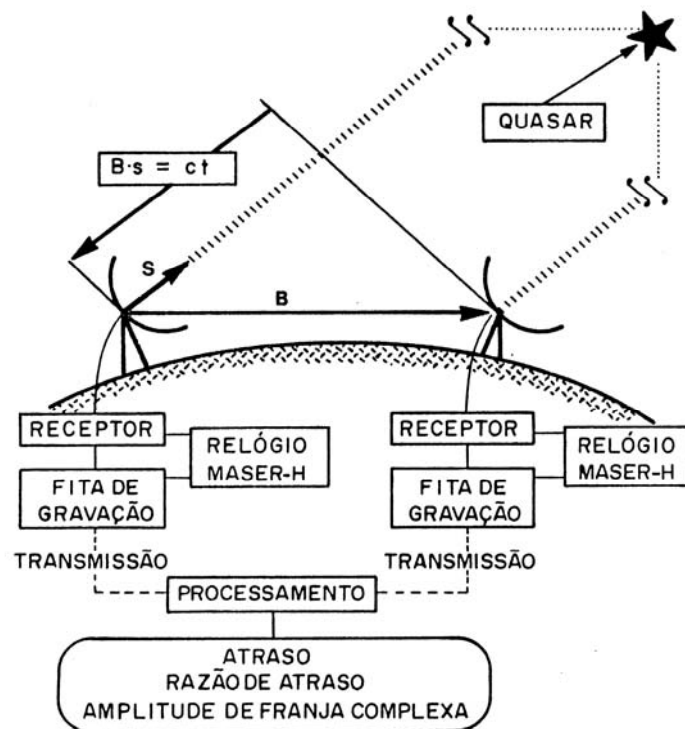 QUASAR
B·s = ct
S
B
RECEPTOR
RELÓGIO
MASER-H
FITA DE
GRAVAÇÃO
TRANSMISSÃO
RECEPTOR
RELÓGIO
MASER-H
FITA DE
GRAVAÇÃO
TRANSMISSÃO
PROCESSAMENTO
ATRASO
RAZÃO DE ATRASO
AMPLITUDE DE FRANJA COMPLEXA